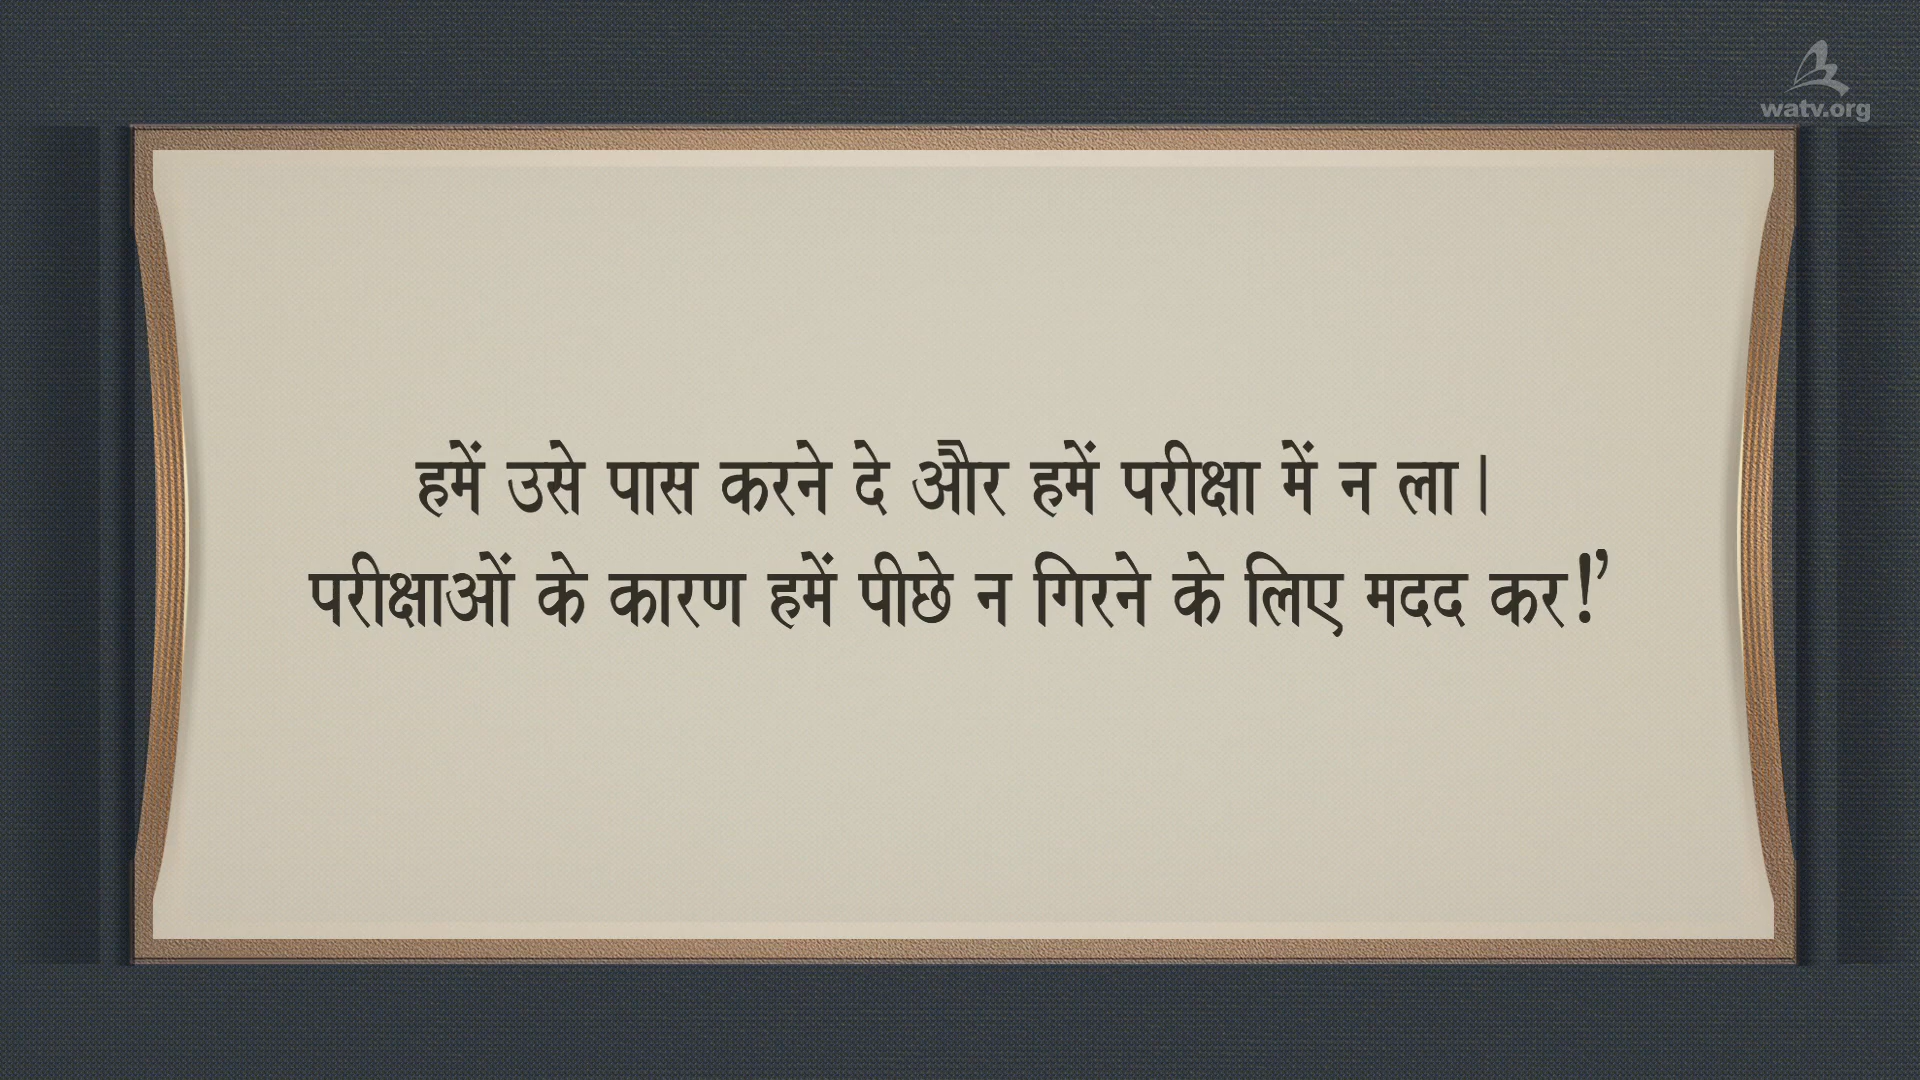 watv.org
हमें उसे पास करने दे और हमें परीक्षा में न ला।
परीक्षाओं के कारण हमें पीछे न गिरने के लिए मदद कर!’